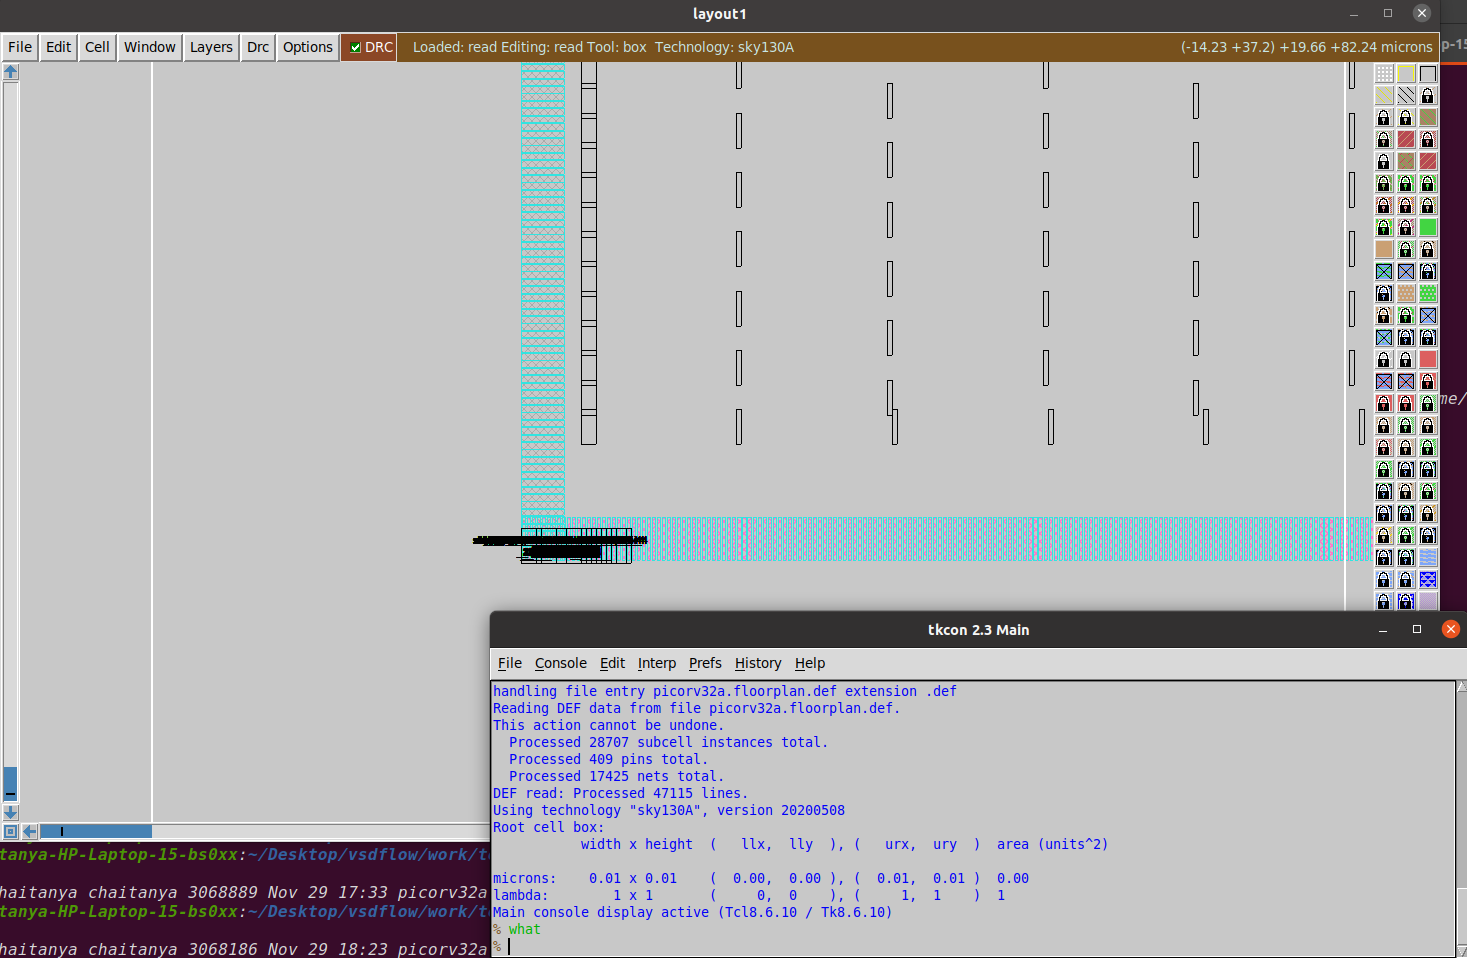 layout1
File Edit Cell Window Layers Drc Options DRC Loaded: read Editing: read Tool: box Technology: sky130A (-14.23 +37.2) +19.66 +82.24 microns
p-15
me/
tkcon 2.3 Main
File Console Edit Interp Prefs History Help
handling file entry picorv32a.floorplan.def extension .def
Reading DEF data from file picorv32a.floorplan.def.
This action cannot be undone.
Processed 28707 subcell instances total.
Processed 409 pins total.
Processed 17425 nets total.
DEF read: Processed 47115 lines.
Using technology "sky130A", version 20200508
Root cell box:
width x height ( llx, lly ), ( urx, ury ) area (units^2)
microns: 0.01 x 0.01 ( 0.00, 0.00 ), ( 0.01, 0.01 ) 0.00
lambda: 1 x 1 ( 0, 0 ), ( 1, 1 ) 1
Main console display active (Tcl8.6.10 / Tk8.6.10)
% what
%
tanya-HP-Laptop-15-bs0xx:~/Desktop/vsdflow/work/t
haitanya chaitanya 3068889 Nov 29 17:33 picorv32a
tanya-HP-Laptop-15-bs0xx:~/Desktop/vsdflow/work/t
haitanya chaitanya 3068186 Nov 29 18:23 picorv32a